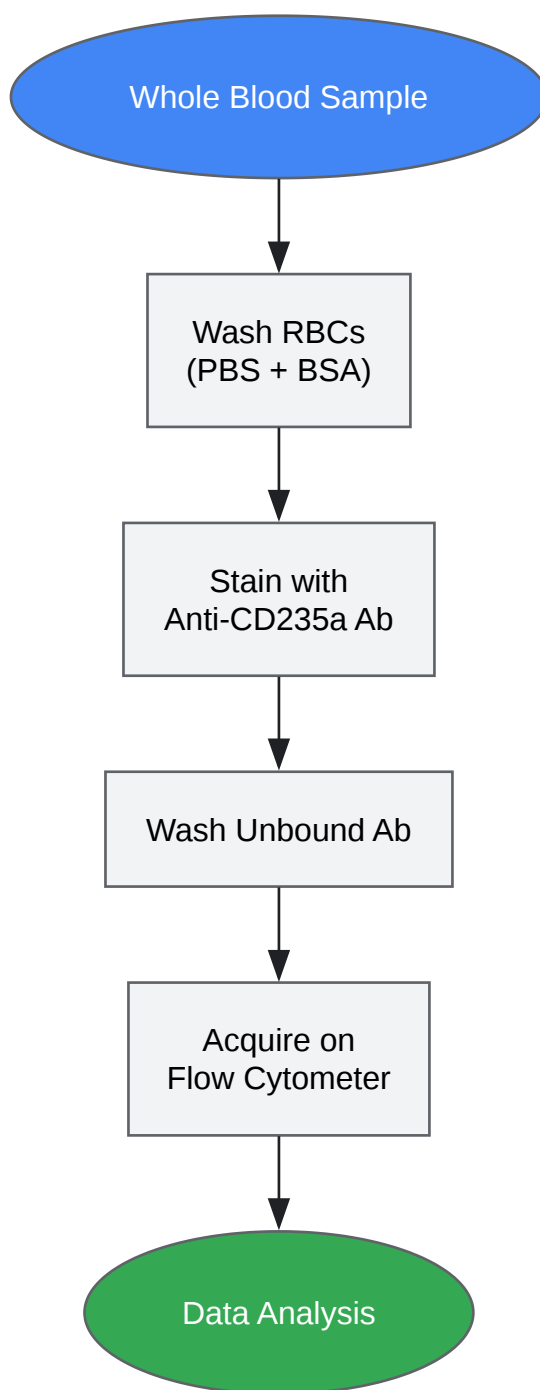 Whole Blood Sample
Wash RBCs
(PBS + BSA)
Stain with
Anti-CD235a Ab
Wash Unbound Ab
Acquire on
Flow Cytometer
Data Analysis